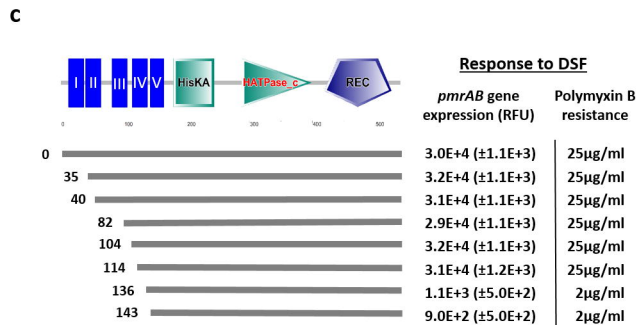 c
Response to DSF
I II III IV V HisKA HATPase_c REC
pmrAB gene Polymyxin B
expression (RFU) resistance
0 100 200 300 400 500
0 3.0E+4 (±1.1E+3) 25µg/ml
35 3.2E+4 (±1.1E+3) 25µg/ml
40 3.1E+4 (±1.1E+3) 25µg/ml
82 2.9E+4 (±1.1E+3) 25µg/ml
104 3.2E+4 (±1.1E+3) 25µg/ml
114 3.1E+4 (±1.2E+3) 25µg/ml
136 1.1E+3 (±5.0E+2) 2µg/ml
143 9.0E+2 (±5.0E+2) 2µg/ml